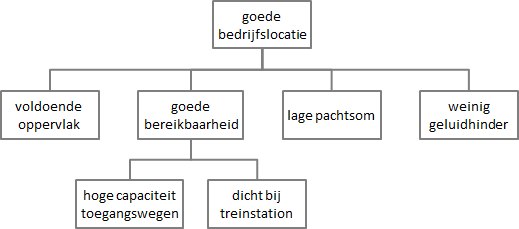 goede
bedrijfslocatie
voldoende
oppervlak
goede
bereikbaarheid
lage pachtsom
weinig
geluidhinder
hoge capaciteit
toegangswegen
dicht bij
treinstation